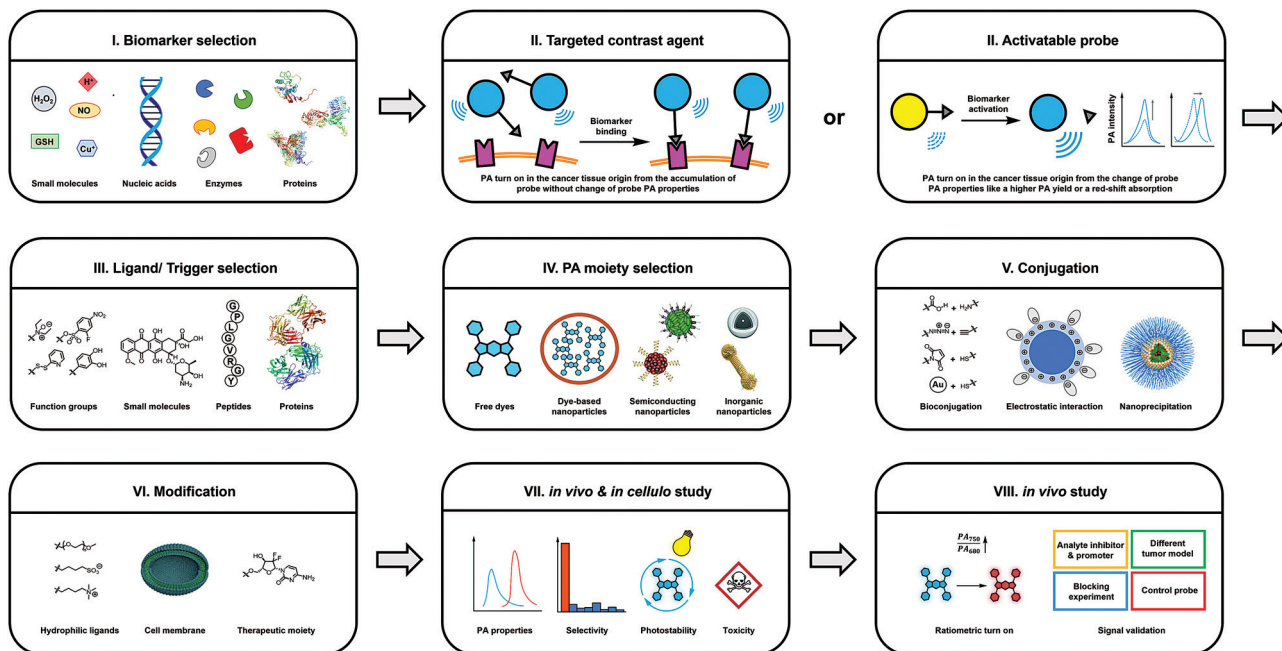 I. Biomarker selection
H₂O₂
H⁺
NO
GSH
Cu⁺
Small molecules
Nucleic acids
Enzymes
Proteins
II. Targeted contrast agent
Biomarker
binding
PA turn on in the cancer tissue origin from the accumulation of
probe without change of probe PA properties
or
II. Activatable probe
Biomarker
activation
PA intensity
PA turn on in the cancer tissue origin from the change of probe
PA properties like a higher PA yield or a red-shift absorption
III. Ligand/ Trigger selection
Function groups
Small molecules
G
P
L
G
V
R
G
Y
Peptides
Proteins
IV. PA moiety selection
Free dyes
Dye-based
nanoparticles
Semiconducting
nanoparticles
Inorganic
nanoparticles
V. Conjugation
Au
Bioconjugation
Electrostatic interaction
Nanoprecipitation
VI. Modification
Hydrophilic ligands
Cell membrane
Therapeutic moiety
VII. in vivo & in cellulo study
PA properties
Selectivity
Photostability
Toxicity
VIII. in vivo study
PA₇₅₀
PA₆₈₀
Ratiometric turn on
Analyte inhibitor
& promoter
Different
tumor model
Blocking
experiment
Control probe
Signal validation